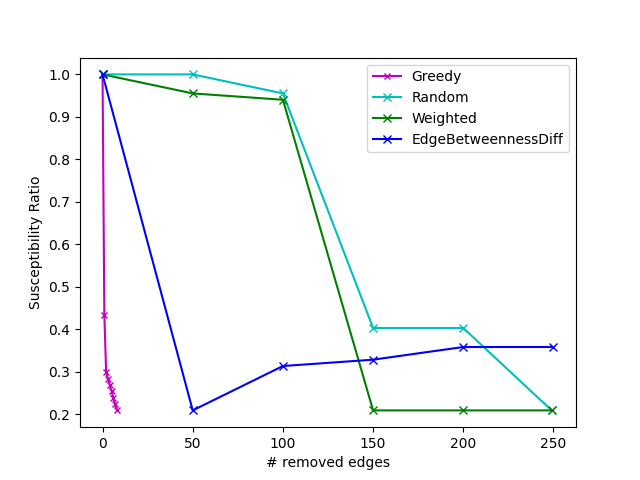 Greedy
Random
Weighted
EdgeBetweennessDiff
1.0
0.9
0.8
0.7
0.6
0.5
0.4
0.3
0.2
Susceptibility Ratio
0 50 100 150 200 250
# removed edges